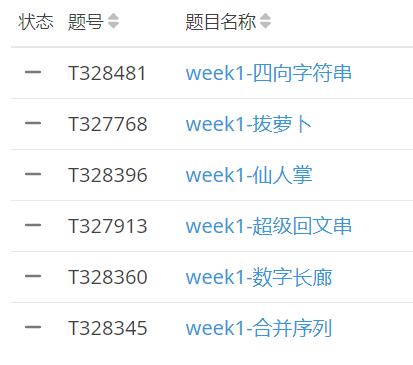 状态 题号 题目名称
T328481 week1-四向字符串
T327768 week1-拔萝卜
T328396 week1-仙人掌
T327913 week1-超级回文串
T328360 week1-数字长廊
T328345 week1-合并序列